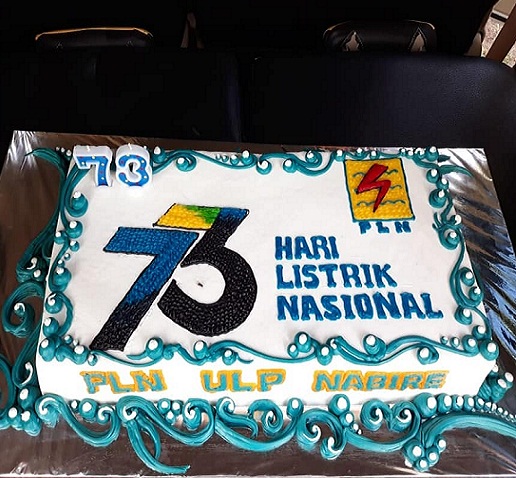 73
PLN
73
HARI
LISTRIK
NASIONAL
PLN ULP NABIRE